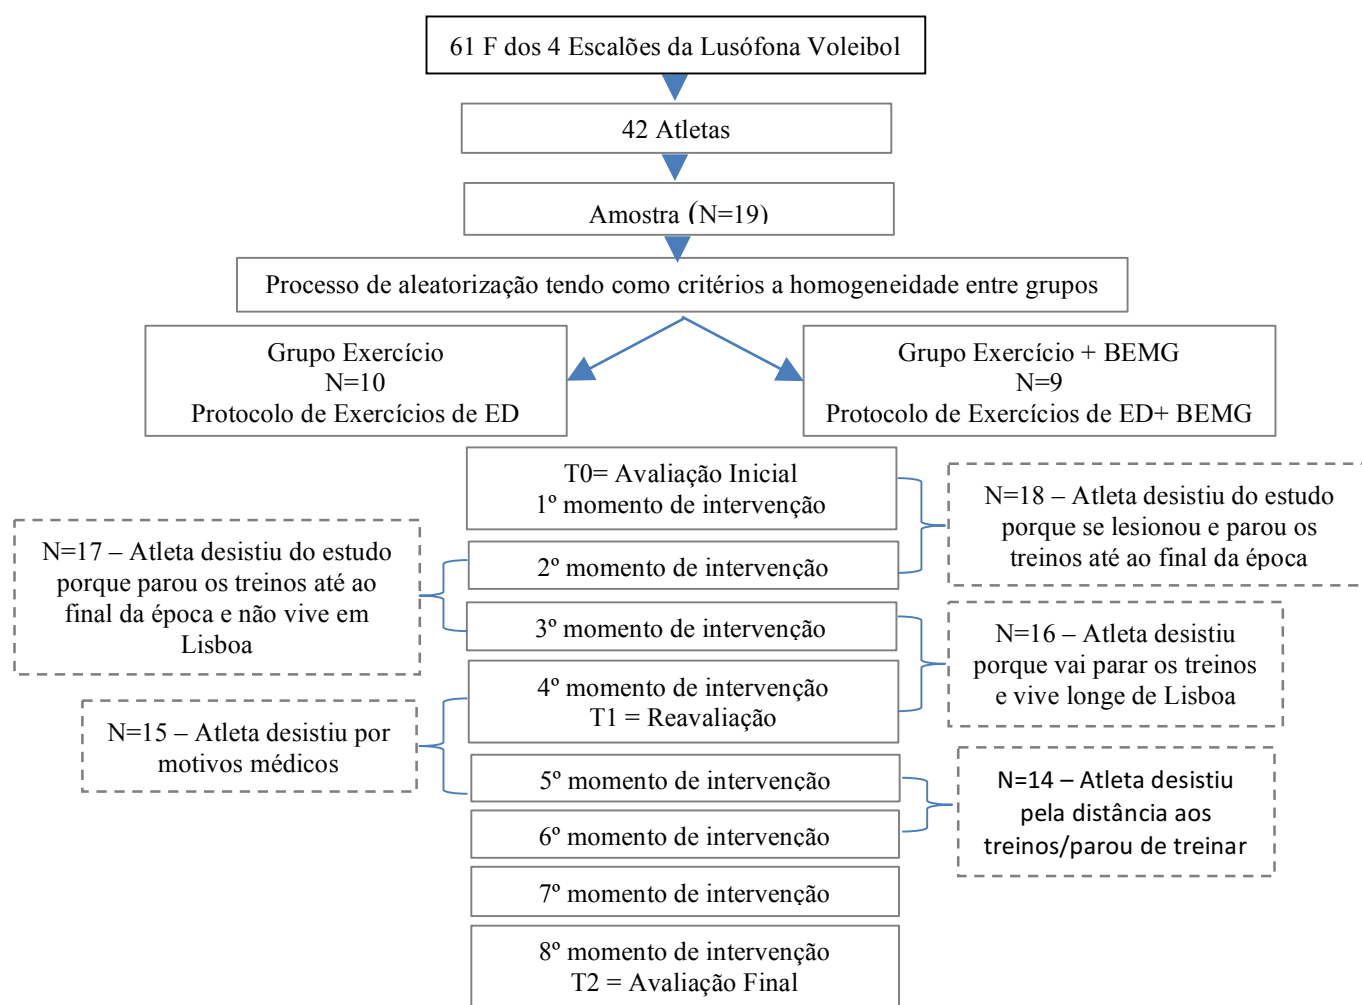 61 F dos 4 Escalões da Lusófona Voleibol
42 Atletas
Amostra (N=19)
Processo de aleatorização tendo como critérios a homogeneidade entre grupos
Grupo Exercício
N=10
Protocolo de Exercícios de ED
Grupo Exercício + BEMG
N=9
Protocolo de Exercícios de ED+ BEMG
T0= Avaliação Inicial
1º momento de intervenção
N=18 – Atleta desistiu do estudo
porque se lesionou e parou os
treinos até ao final da época
N=17 – Atleta desistiu do estudo
porque parou os treinos até ao
final da época e não vive em
Lisboa
2º momento de intervenção
3º momento de intervenção
N=16 – Atleta desistiu
porque vai parar os treinos
e vive longe de Lisboa
4º momento de intervenção
T1 = Reavaliação
N=15 – Atleta desistiu por
motivos médicos
5º momento de intervenção
N=14 – Atleta desistiu
pela distância aos
treinos/parou de treinar
6º momento de intervenção
7º momento de intervenção
8º momento de intervenção
T2 = Avaliação Final